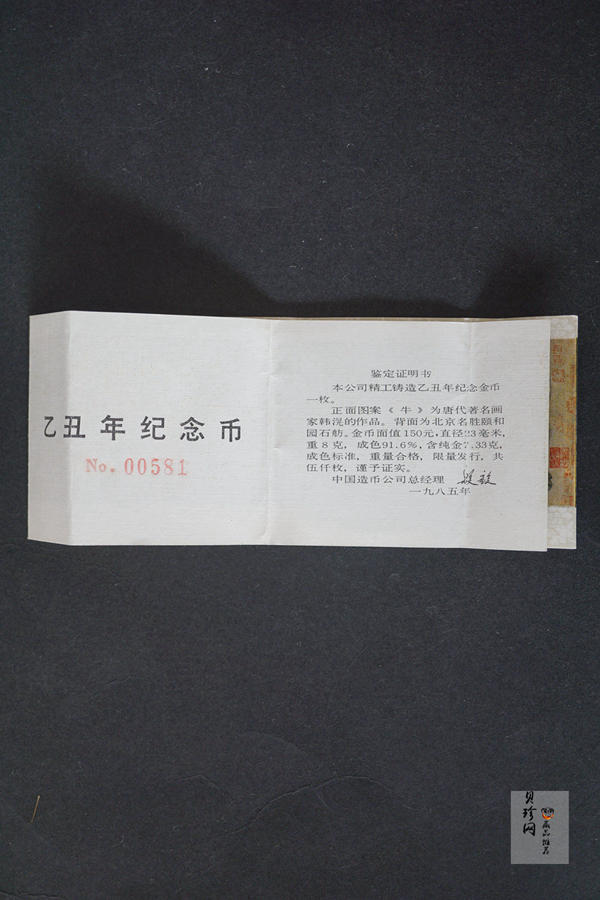 乙丑年纪念币
No. 00581
鉴定证明书
本公司精工铸造乙丑年纪念金币
一枚。
正面图案《牛》为唐代著名画
家韩滉的作品。背面为北京名胜颐和
园石舫。金币面值150元,直径23毫米,
重8克,成色91.6%,含纯金7.33克,
成色标准,重量合格,限量发行,共
伍仟枚,谨予证实。
中国造币公司总经理
一九八五年
贝珍网
藏品推荐